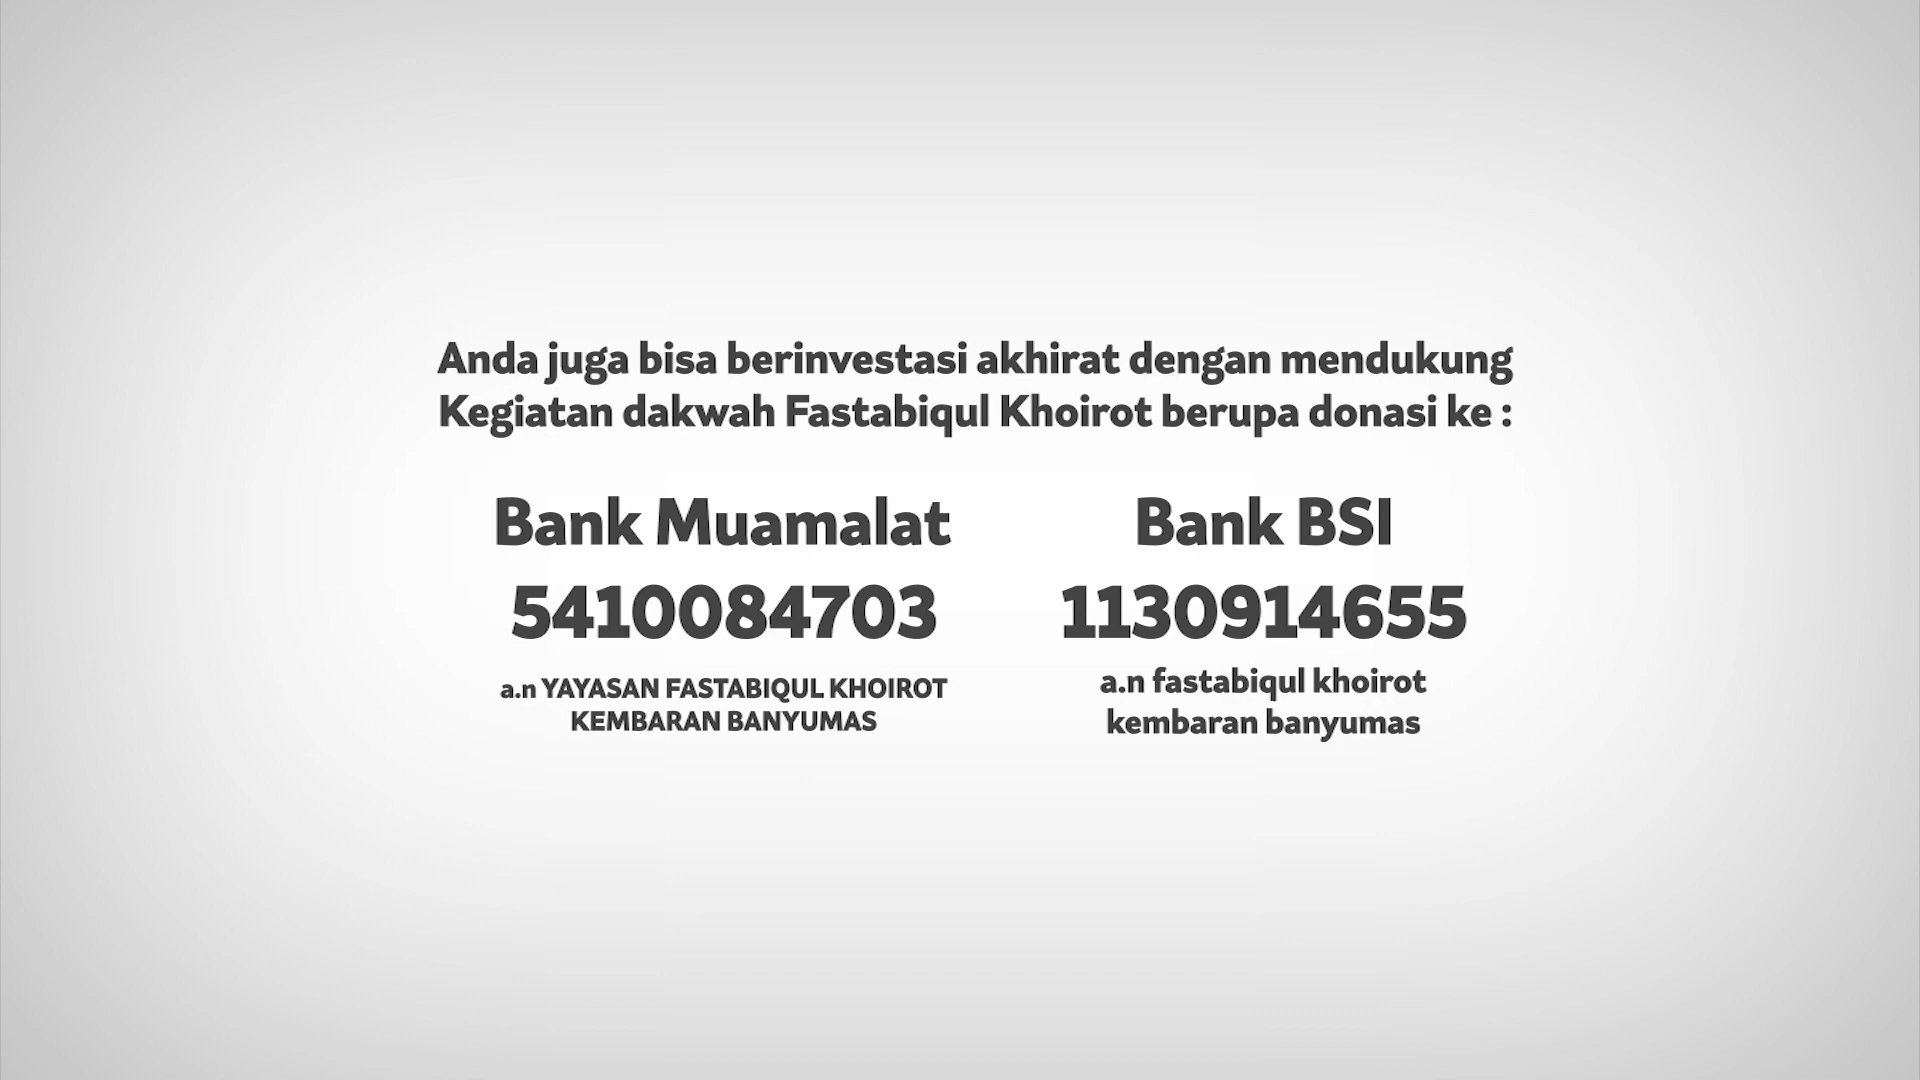 Anda juga bisa berinvestasi akhirat dengan mendukung
Kegiatan dakwah Fastabiqul Khoirot berupa donasi ke :
Bank Muamalat
5410084703
a.n YAYASAN FASTABIQUL KHOIROT
KEMBARAN BANYUMAS
Bank BSI
1130914655
a.n fastabiqul khoirot
kembaran banyumas